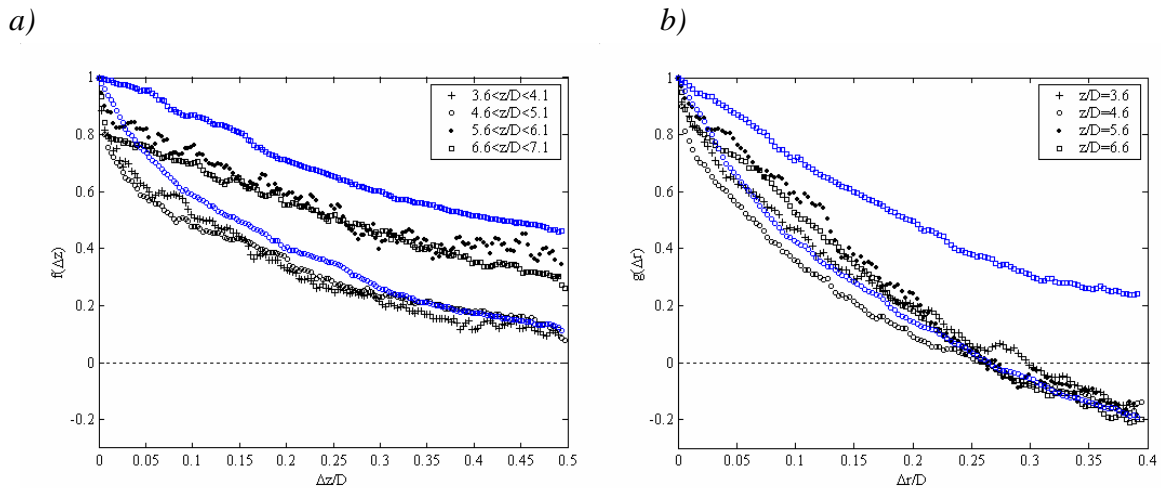 a)
1
0.8
0.6
0.4
0.2
0
-0.2
f(Δz)
0
0.05
0.1
0.15
0.2
0.25
0.3
0.35
0.4
0.45
0.5
Δz/D
3.6<z/D<4.1
4.6<z/D<5.1
5.6<z/D<6.1
6.6<z/D<7.1
b)
1
0.8
0.6
0.4
0.2
0
-0.2
g(Δr)
0
0.05
0.1
0.15
0.2
0.25
0.3
0.35
0.4
Δr/D
z/D=3.6
z/D=4.6
z/D=5.6
z/D=6.6